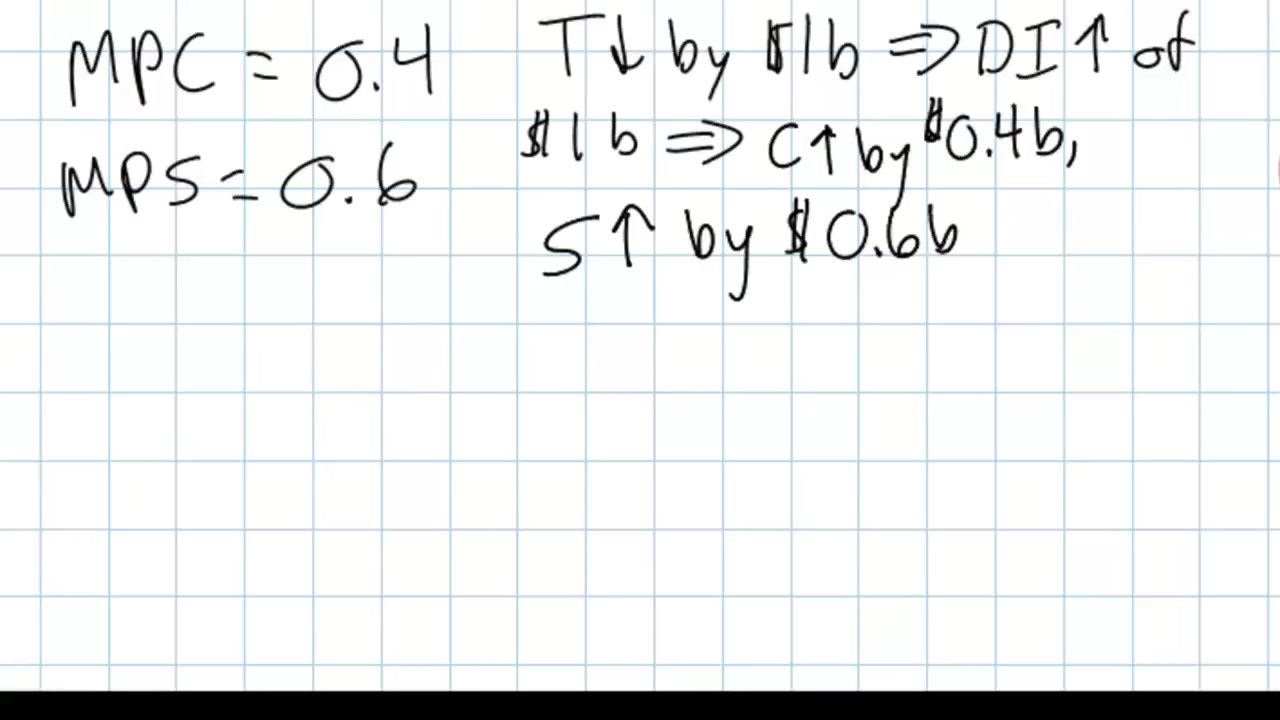 MPC = 0.4
MPS = 0.6
T↓ by $1b ⇒ DI↑ of
$1b ⇒ C↑ by $0.4b,
S↑ by $0.6b